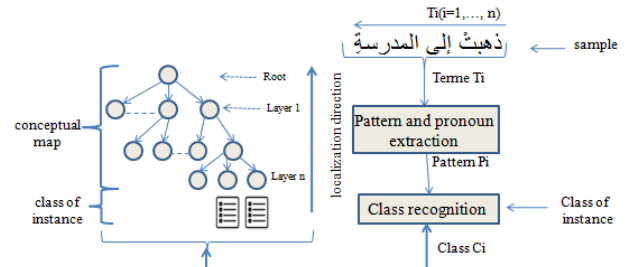 Ti(i=1,…, n)
ذهبتْ إلى المدرسةِ
sample
Root
Terme Ti
Layer 1
conceptual
map
localization direction
Pattern and pronoun
extraction
Layer n
Pattern Pi
class of
instance
Class recognition
Class of
instance
Class Ci